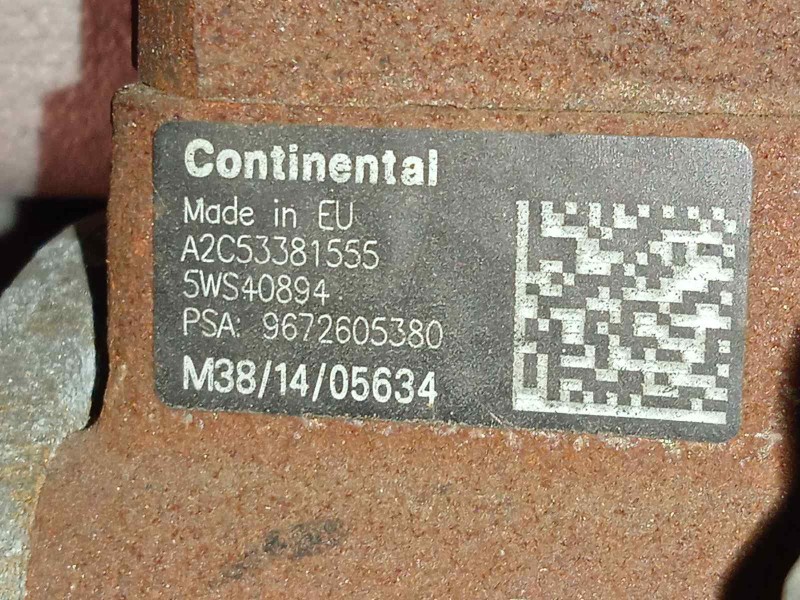 Continental
Made in EU
A2C53381555
5WS40894
PSA: 9672605380
M38/14/05634